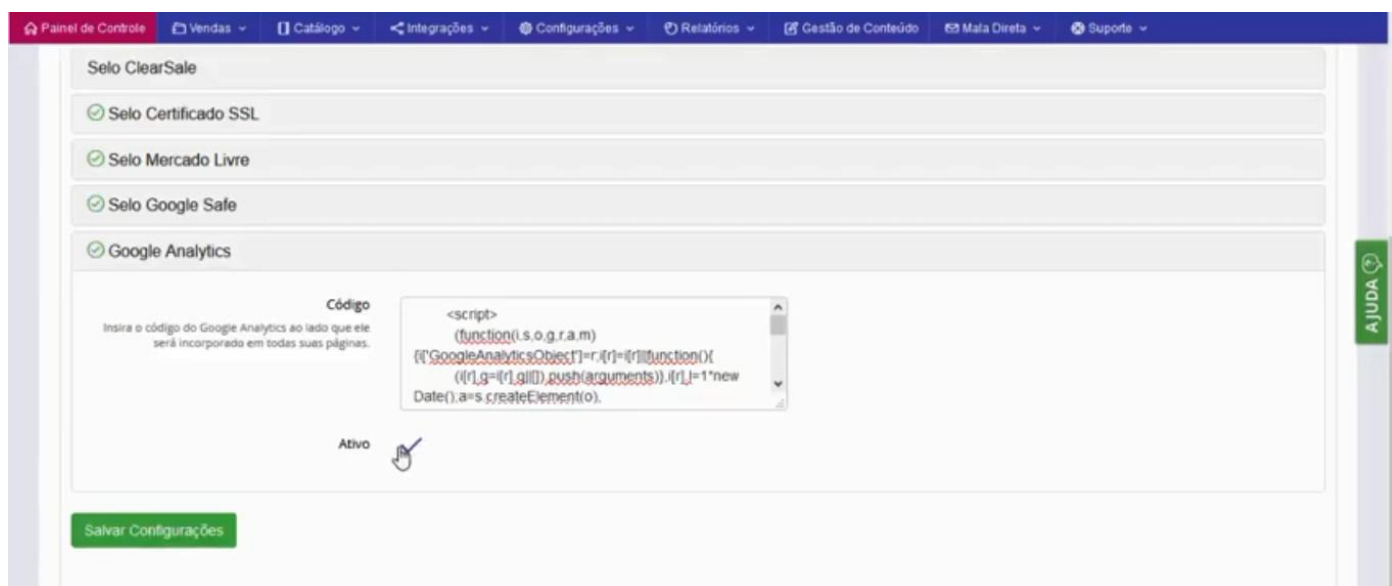 Painel de Controle Vendas Catálogo Integrações Configurações Relatórios Gestão de Conteúdo Mala Direta Suporte
Selo ClearSale
Selo Certificado SSL
Selo Mercado Livre
Selo Google Safe
Google Analytics
Código
Insira o código do Google Analytics ao lado que ele
será incorporado em todas suas páginas.
<script>
(function(i,s,o,g,r,a,m)
{i['GoogleAnalyticsObject']=r;i[r]=i[r]||function(){
(i[r].q=i[r].q||[]).push(arguments)},i[r].l=1*new
Date();a=s.createElement(o),
Ativo
Salvar Configurações
AJUDA